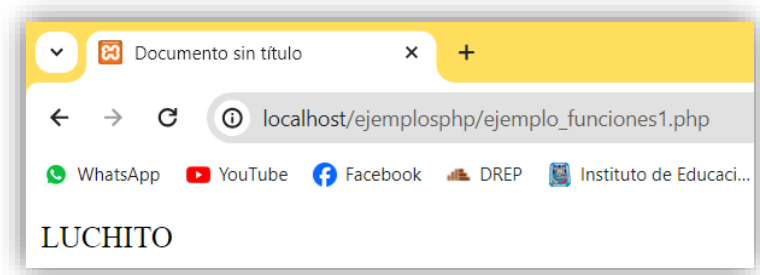 Documento sin título
localhost/ejemplosphp/ejemplo_funciones1.php
WhatsApp YouTube Facebook DREP Instituto de Educaci...
LUCHITO